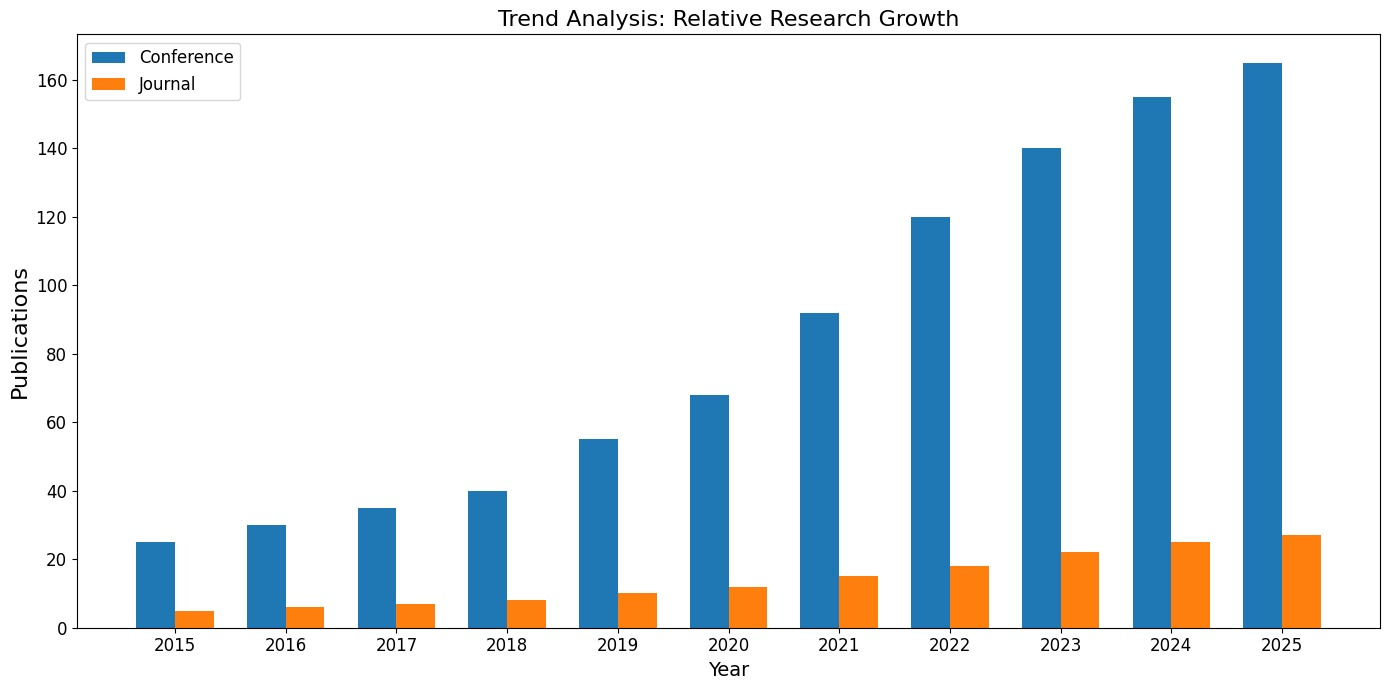 Trend Analysis: Relative Research Growth
Conference
Journal
Publications
160
140
120
100
80
60
40
20
0
2015 2016 2017 2018 2019 2020 2021 2022 2023 2024 2025
Year